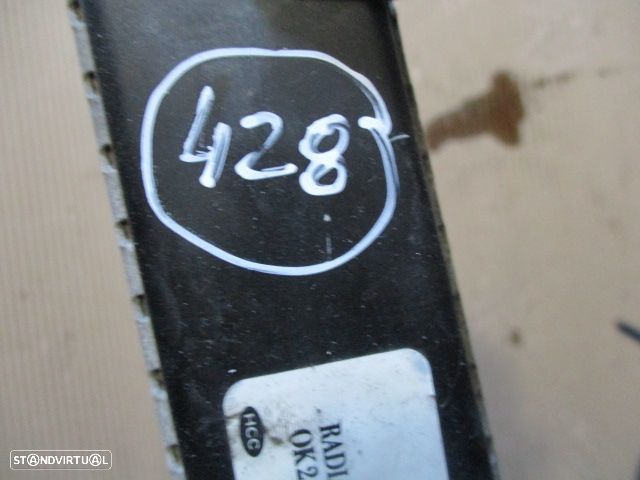 428
HCC
RADI
OK2
STANDVIRTUAL